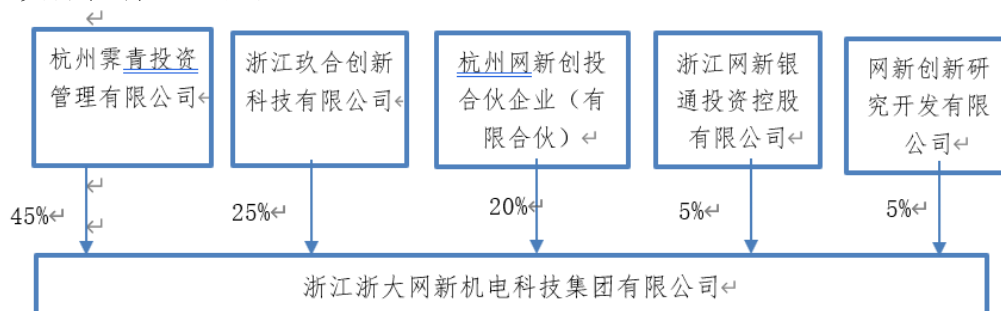 杭州霁青投资
管理有限公司
浙江玖合创新
科技有限公司
杭州网新创投
合伙企业（有
限合伙）
浙江网新银
通投资控股
有限公司
网新创新研
究开发有限
公司
45%
25%
20%
5%
5%
浙江浙大网新机电科技集团有限公司